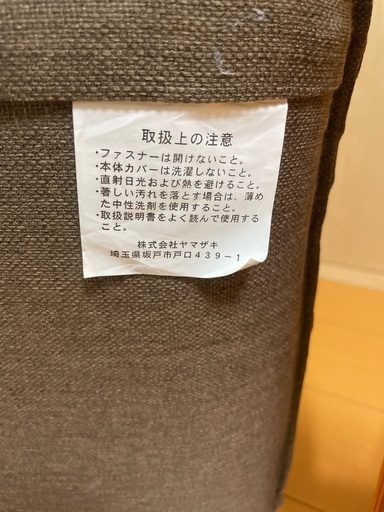 取扱上の注意
・ファスナーは開けないこと。
・本体カバーは洗濯しないこと。
・直射日光および熱を避けること。
・著しい汚れを落とす場合は、薄め
た中性洗剤を使用すること。
・取扱説明書をよく読んで使用する
こと。
株式会社ヤマザキ
埼玉県坂戸市戸口439-1